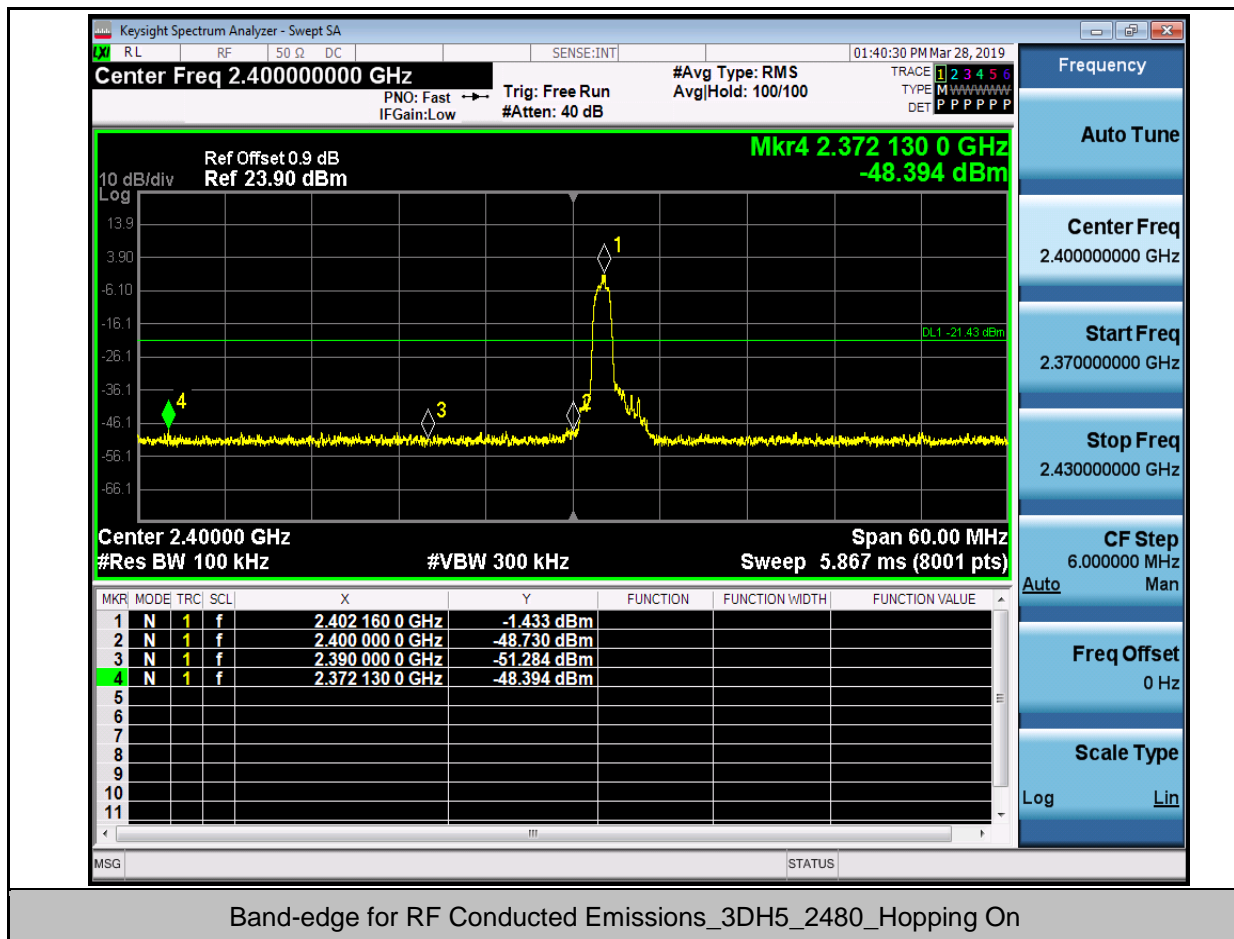 Keysight Spectrum Analyzer - Swept SA
LXI RL RF 50 Ω DC SENSE:INT 01:40:30 PM Mar 28, 2019
Center Freq 2.400000000 GHz
PNO: Fast
IFGain:Low
Trig: Free Run
#Atten: 40 dB
#Avg Type: RMS
Avg|Hold: 100/100
TRACE 1 2 3 4 5 6
TYPE M W W W W W
DET P P P P P P
Mkr4 2.372 130 0 GHz
-48.394 dBm
Ref Offset 0.9 dB
10 dB/div Ref 23.90 dBm
Log
13.9
3.90
-6.10
-16.1
-26.1
-36.1
-46.1
-56.1
-66.1
1
DL1 -21.43 dBm
4
3
2
Center 2.40000 GHz Span 60.00 MHz
#Res BW 100 kHz #VBW 300 kHz Sweep 5.867 ms (8001 pts)
MKR MODE TRC SCL X Y FUNCTION FUNCTION WIDTH FUNCTION VALUE
1 N 1 f 2.402 160 0 GHz -1.433 dBm
2 N 1 f 2.400 000 0 GHz -48.730 dBm
3 N 1 f 2.390 000 0 GHz -51.284 dBm
4 N 1 f 2.372 130 0 GHz -48.394 dBm
5
6
7
8
9
10
11
MSG STATUS
Frequency
Auto Tune
Center Freq
2.400000000 GHz
Start Freq
2.370000000 GHz
Stop Freq
2.430000000 GHz
CF Step
6.000000 MHz
Auto Man
Freq Offset
0 Hz
Scale Type
Log Lin
Band-edge for RF Conducted Emissions_3DH5_2480_Hopping On